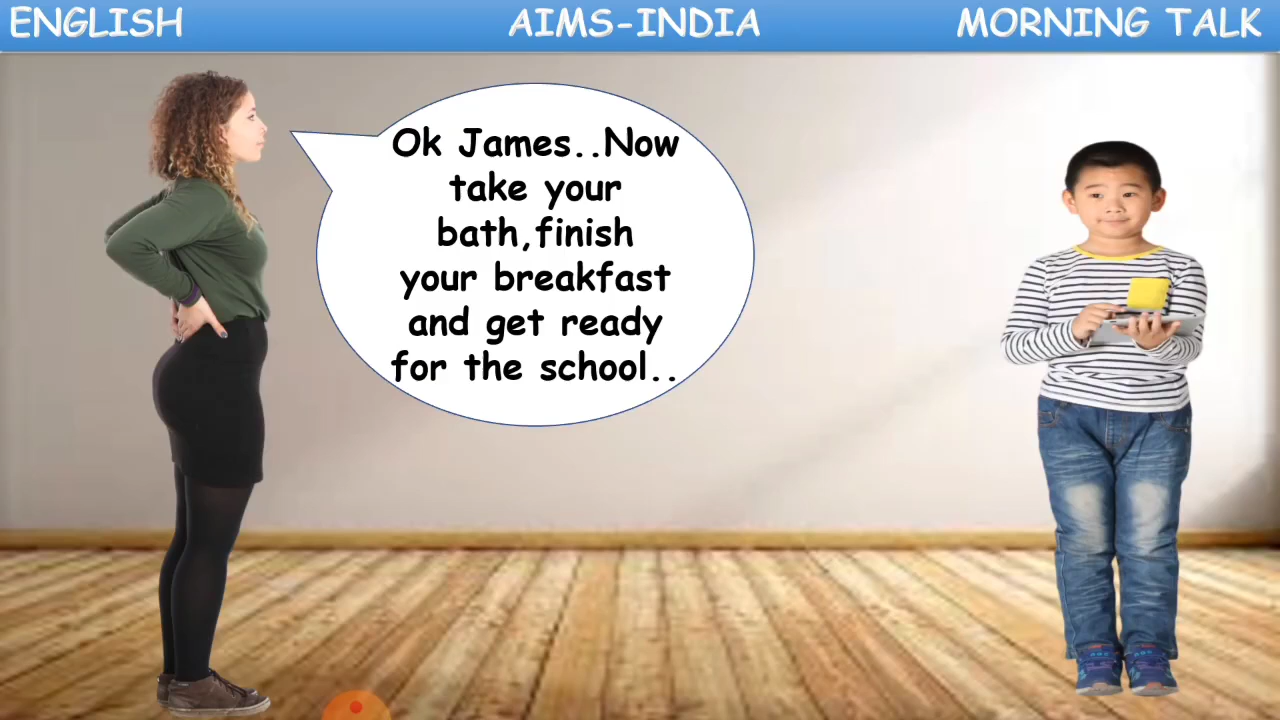 ENGLISH AIMS-INDIA MORNING TALK
Ok James..Now
take your
bath,finish
your breakfast
and get ready
for the school..